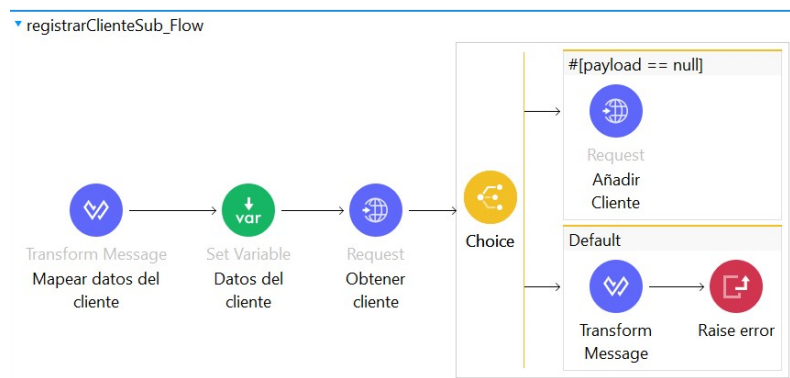 registrarClienteSub_Flow
#[payload == null]
Request
Añadir
Cliente
Transform Message
Mapear datos del
cliente
var
Set Variable
Datos del
cliente
Request
Obtener
cliente
Choice
Default
Transform
Message
Raise error